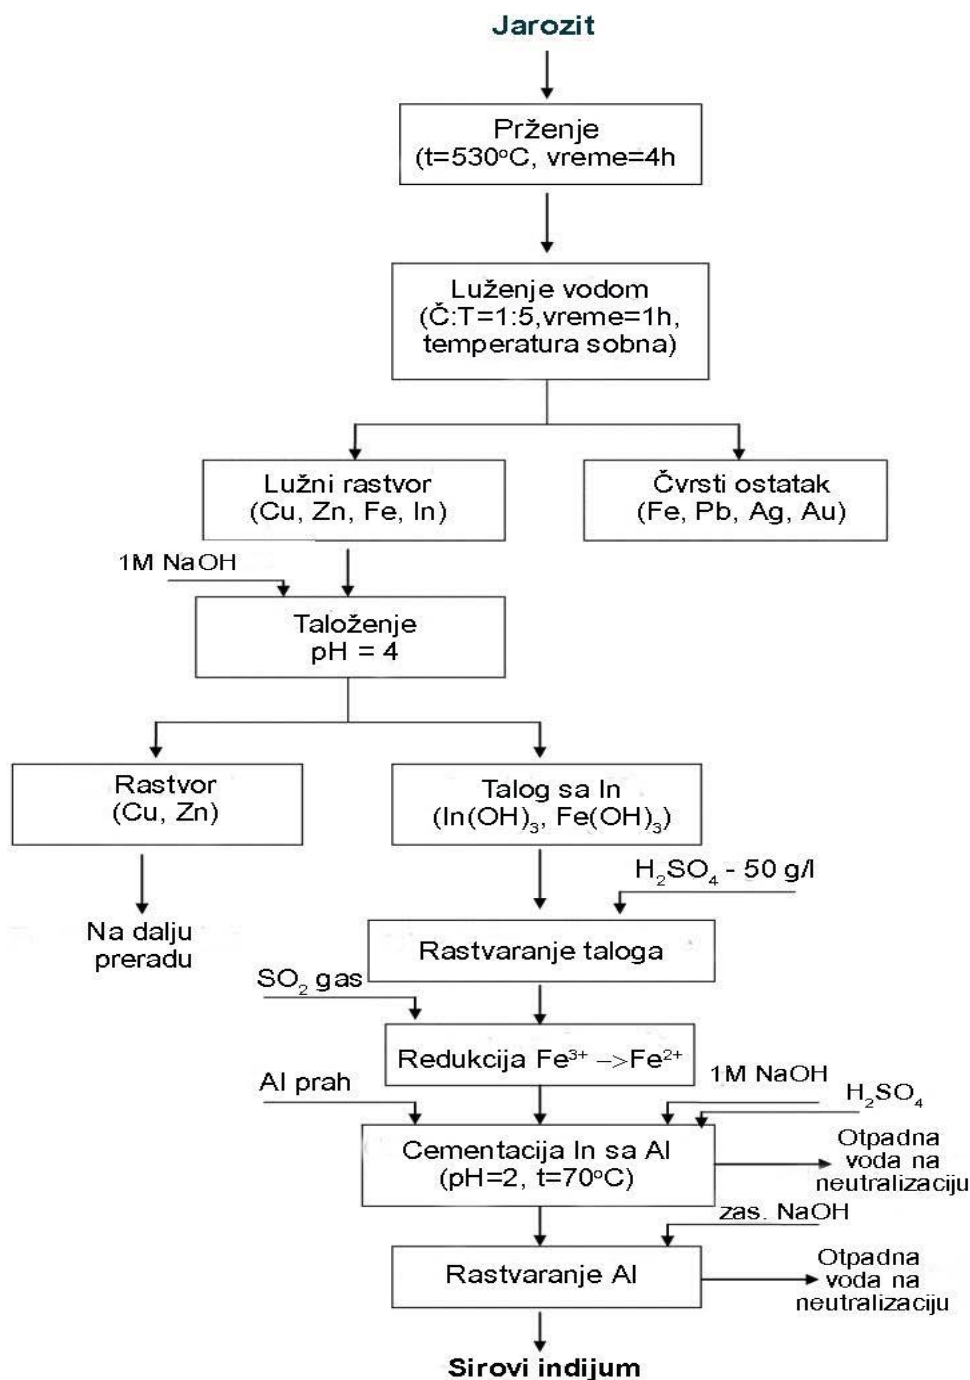 Jarozit
Prženje
(t=530°C, vreme=4h
Luženje vodom
(Č:T=1:5,vreme=1h,
temperatura sobna)
Lužni rastvor
(Cu, Zn, Fe, In)
Čvrsti ostatak
(Fe, Pb, Ag, Au)
1M NaOH
Taloženje
pH = 4
Rastvor
(Cu, Zn)
Talog sa In
(In(OH)₃, Fe(OH)₃)
Na dalju
preradu
H₂SO₄ - 50 g/l
Rastvaranje taloga
SO₂ gas
Redukcija Fe³⁺ –>Fe²⁺
Al prah
1M NaOH
H₂SO₄
Cementacija In sa Al
(pH=2, t=70°C)
Otpadna
voda na
neutralizaciju
zas. NaOH
Rastvaranje Al
Otpadna
voda na
neutralizaciju
Sirovi indijum